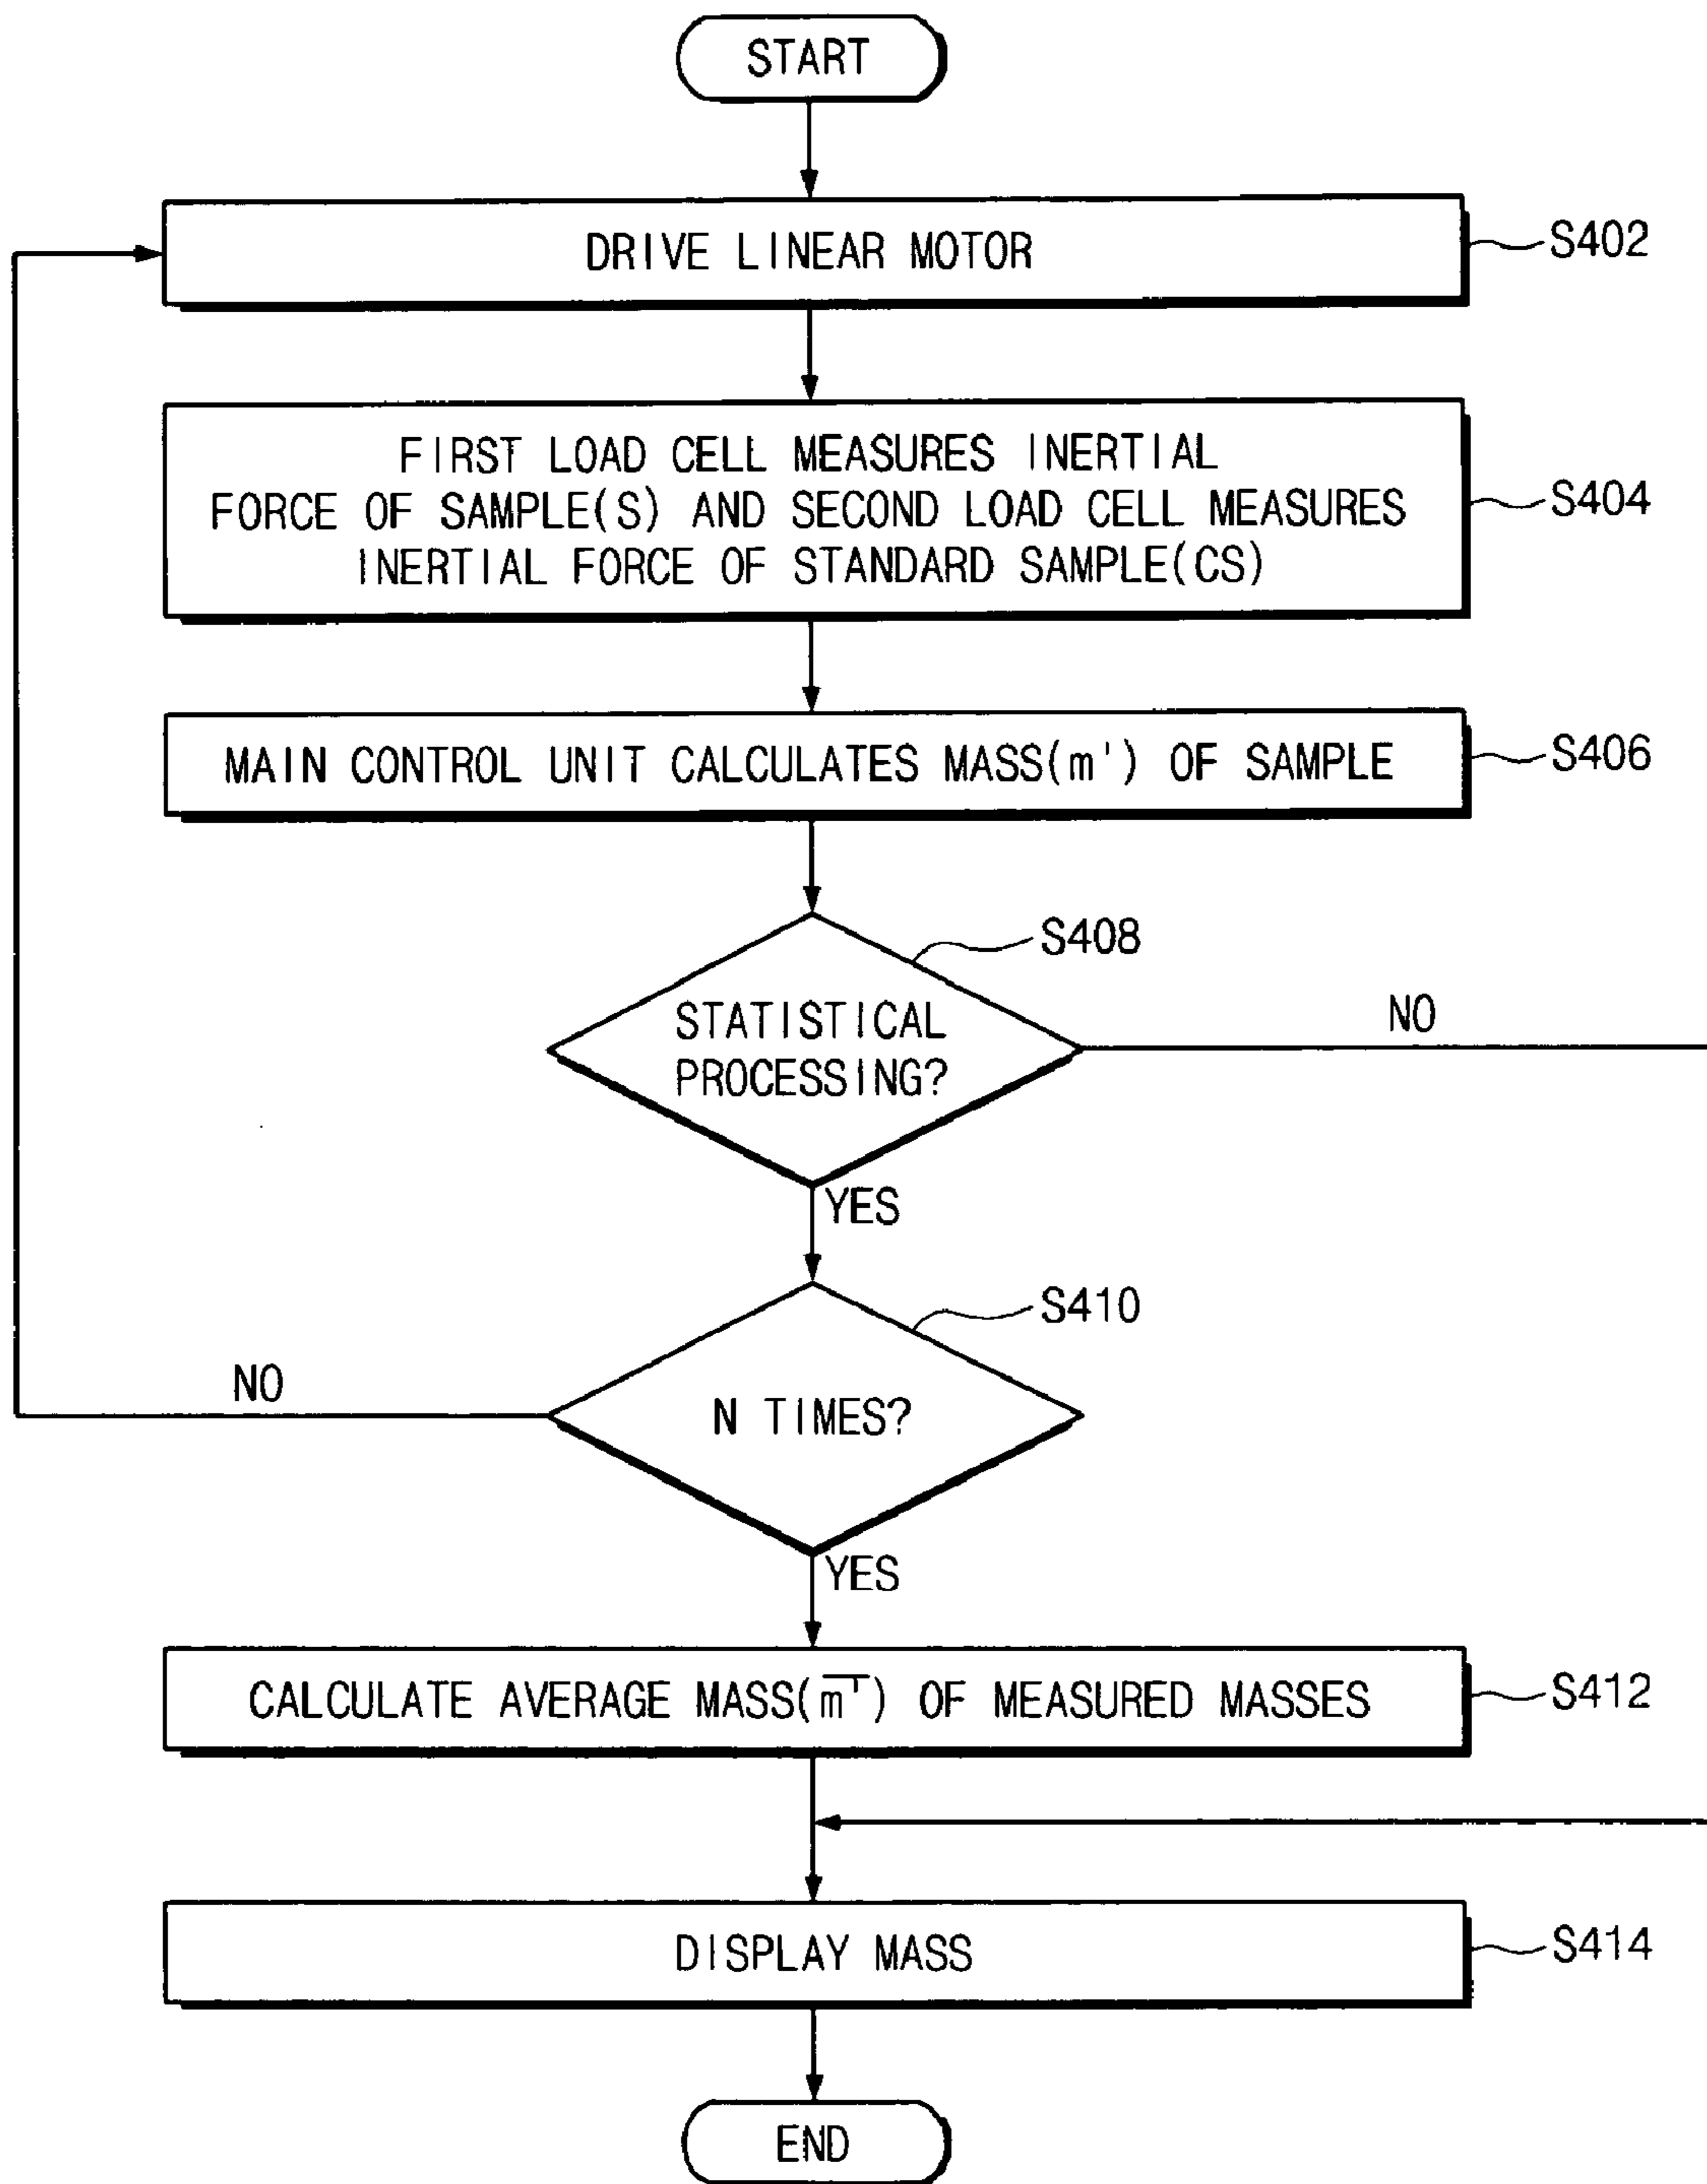 START
DRIVE LINEAR MOTOR
S402
FIRST LOAD CELL MEASURES INERTIAL
FORCE OF SAMPLE(S) AND SECOND LOAD CELL MEASURES
INERTIAL FORCE OF STANDARD SAMPLE(CS)
S404
MAIN CONTROL UNIT CALCULATES MASS(m') OF SAMPLE
S406
S408
STATISTICAL
PROCESSING?
NO
YES
S410
NO
N TIMES?
YES
CALCULATE AVERAGE MASS(m̅'̅) OF MEASURED MASSES
S412
DISPLAY MASS
S414
END